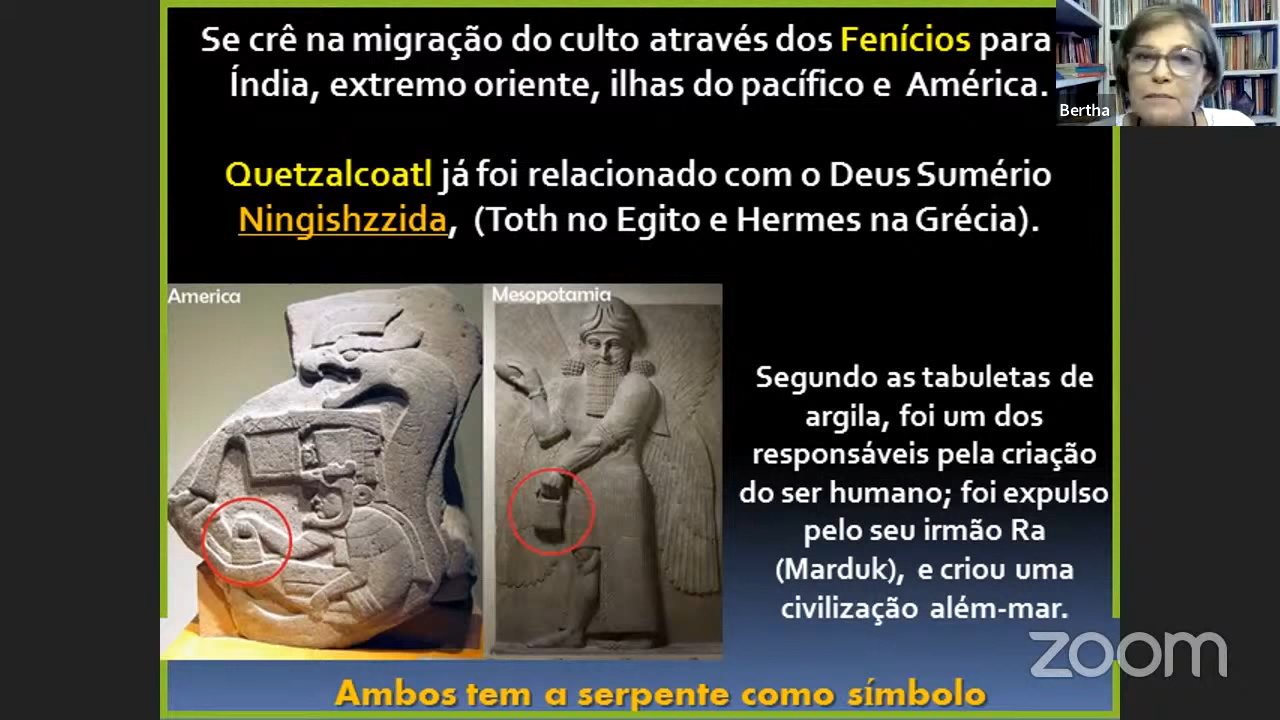 Se crê na migração do culto através dos Fenícios para
Índia, extremo oriente, ilhas do pacífico e América.
Bertha
Quetzalcoatl já foi relacionado com o Deus Sumério
Ningishzzida, (Toth no Egito e Hermes na Grécia).
America
Mesopotamia
Segundo as tabuletas de
argila, foi um dos
responsáveis pela criação
do ser humano; foi expulso
pelo seu irmão Ra
(Marduk), e criou uma
civilização além-mar.
zoom
Ambos tem a serpente como símbolo